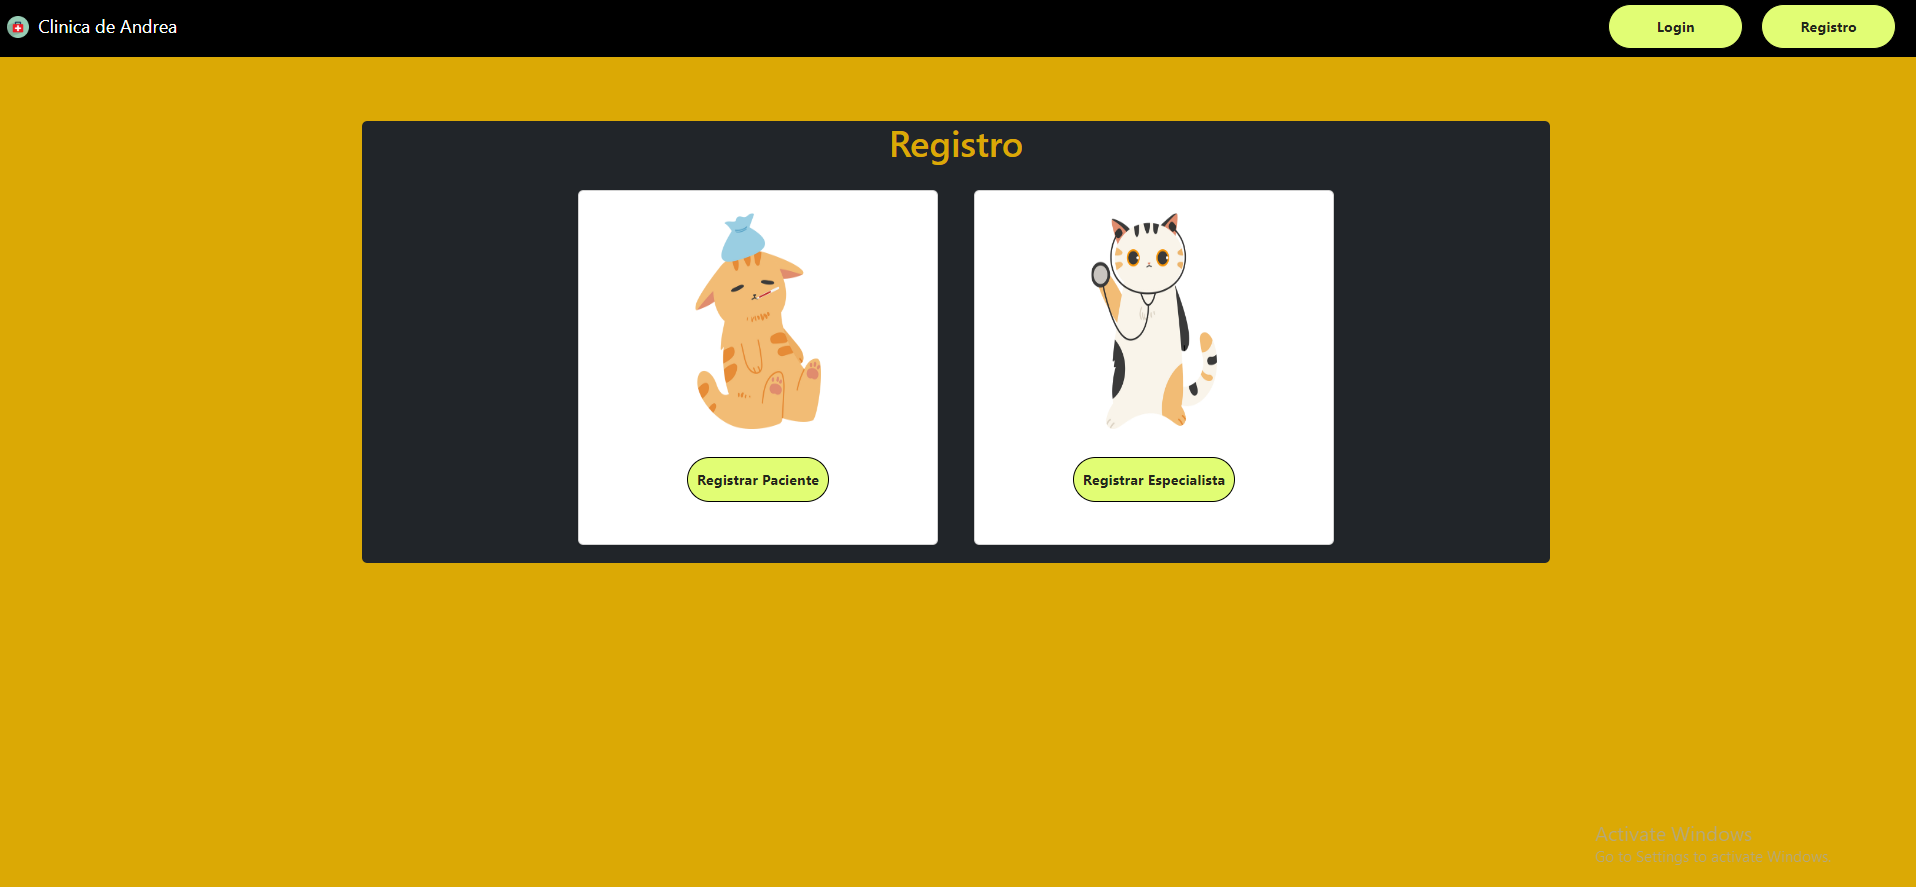 Clinica de Andrea
Login
Registro
Registro
Registrar Paciente
Registrar Especialista
Activate Windows
Go to Settings to activate Windows.